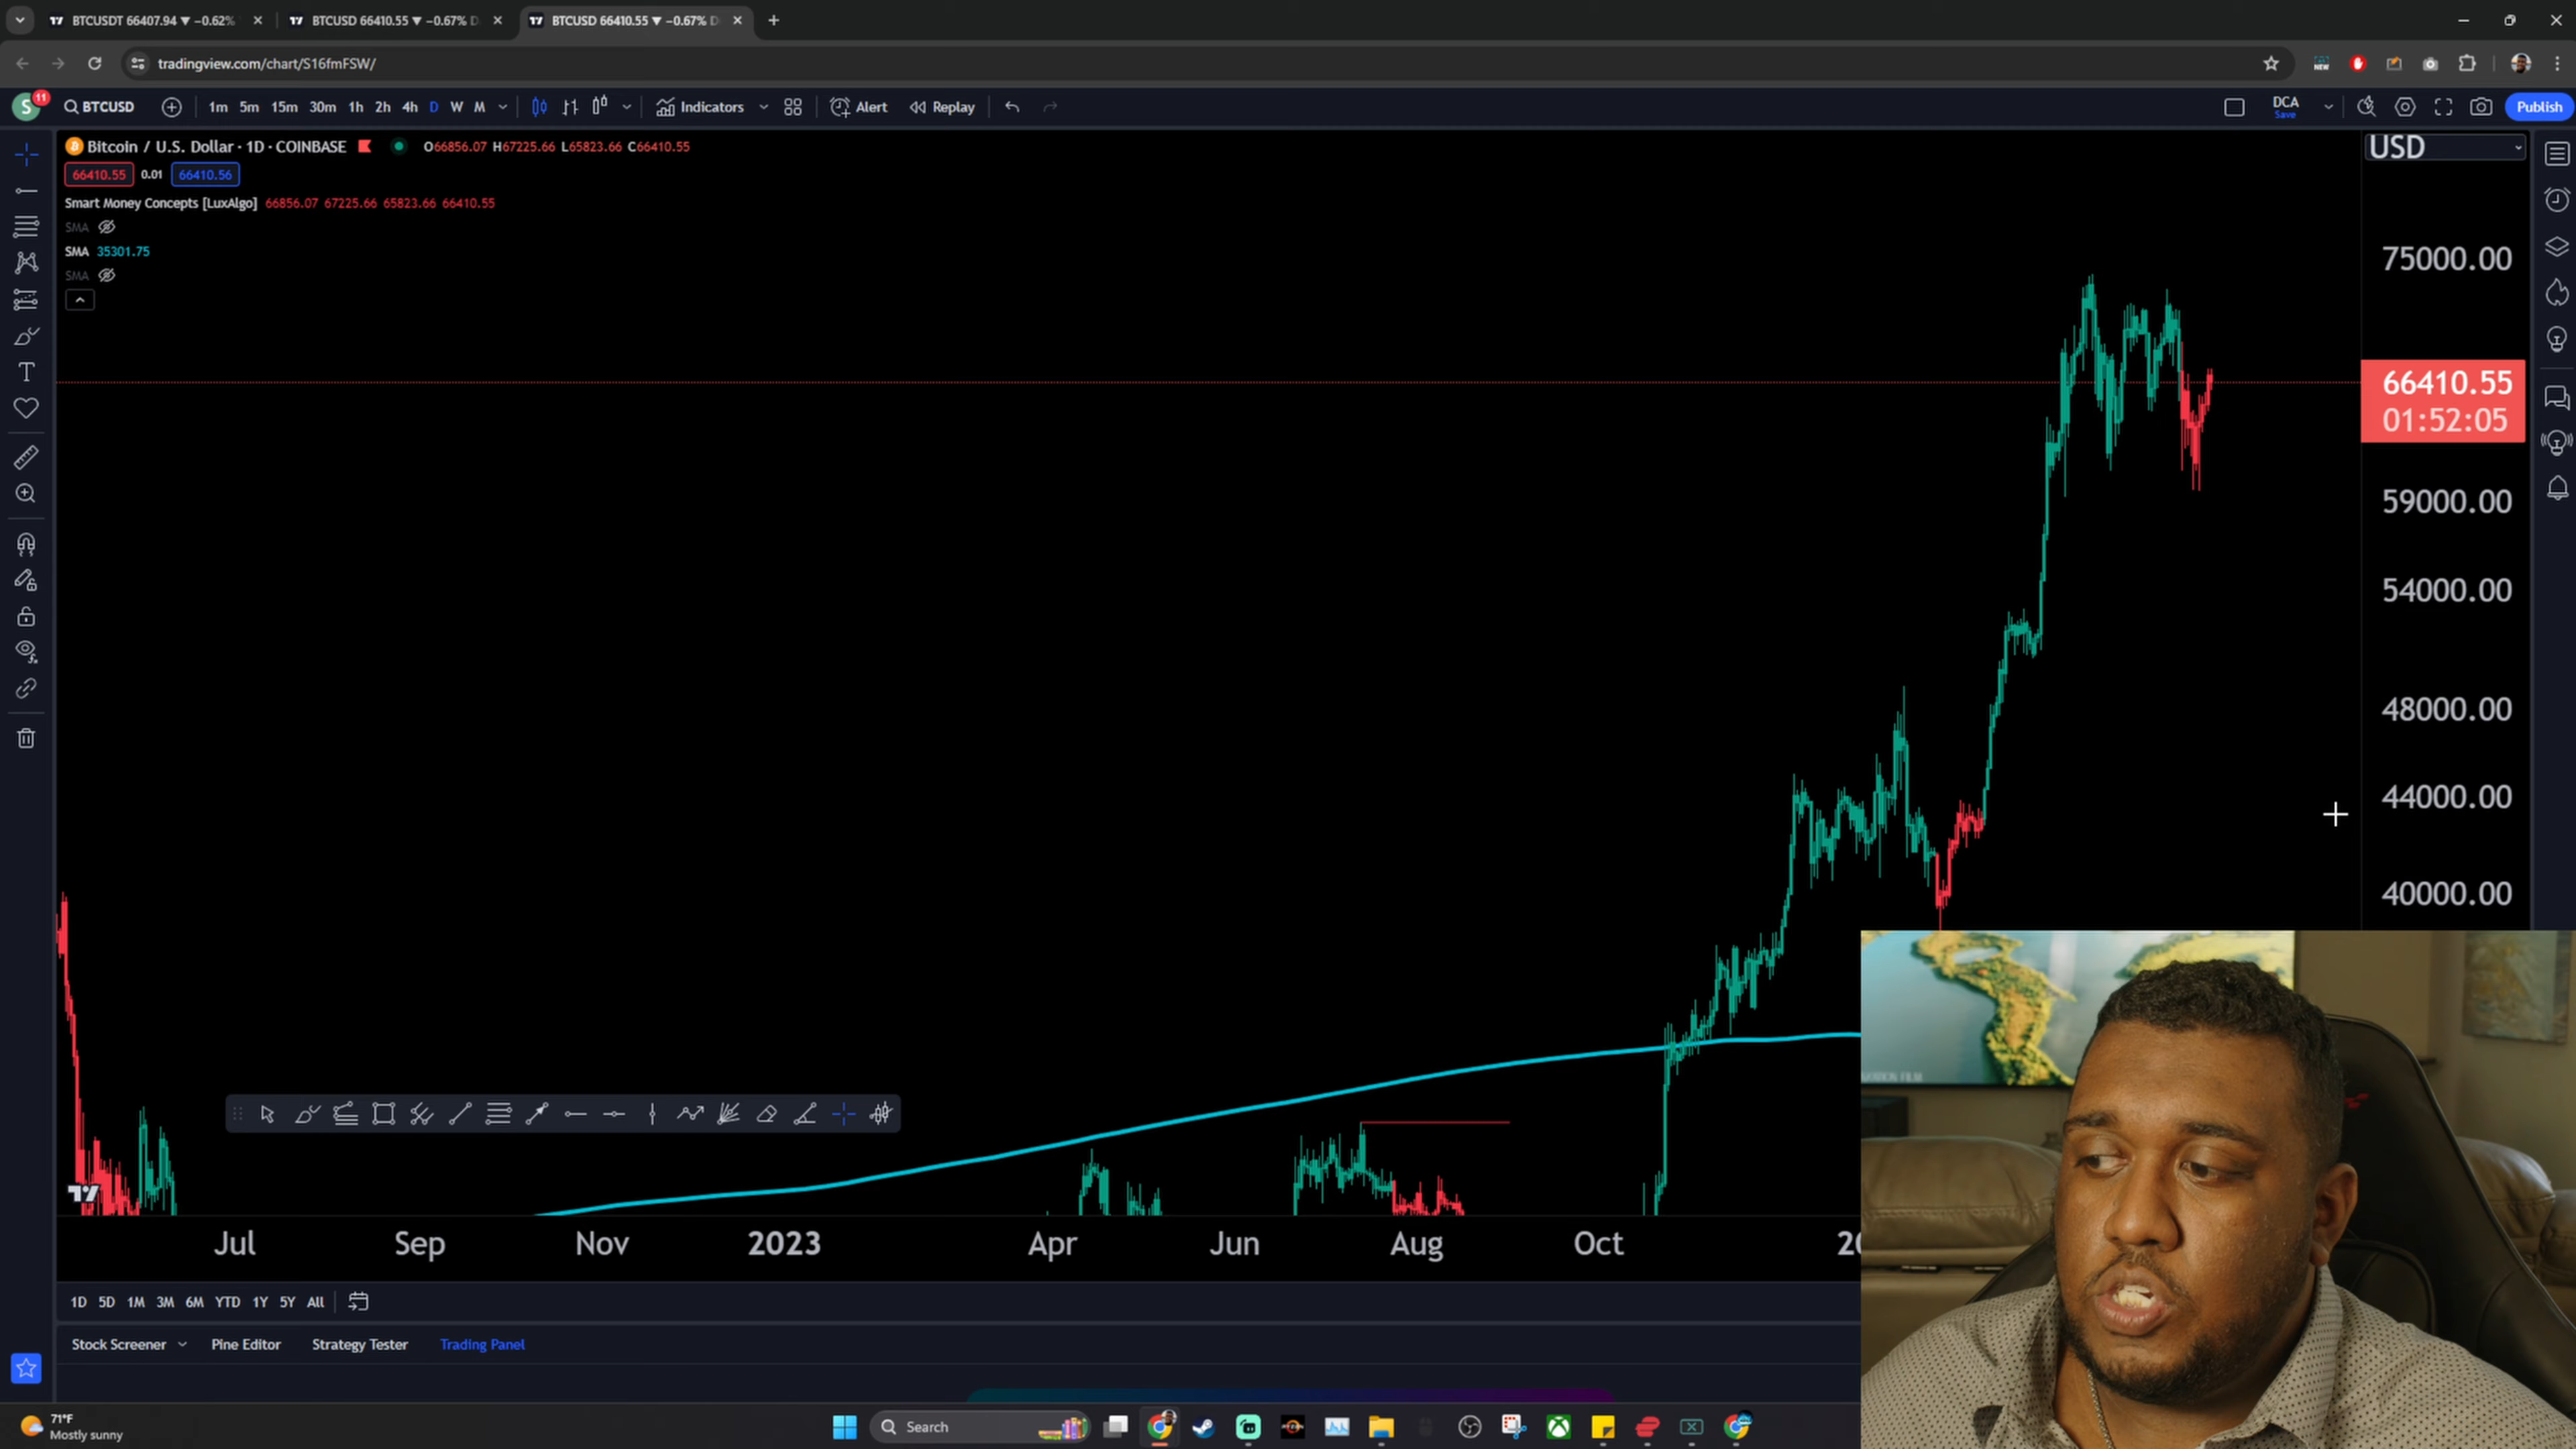 BTCUSDT 66407.94 ▼ −0.62%
BTCUSD 66410.55 ▼ −0.67% D
BTCUSD 66410.55 ▼ −0.67% D
tradingview.com/chart/S16fmFSW/
S 11 BTCUSD 1m 5m 15m 30m 1h 2h 4h D W M Indicators Alert Replay DCA Save Publish
Bitcoin / U.S. Dollar · 1D · COINBASE O66856.07 H67225.66 L65823.66 C66410.55
USD
66410.55 0.01 66410.56
Smart Money Concepts [LuxAlgo] 66856.07 67225.66 65823.66 66410.55
SMA
SMA 35301.75
SMA
75000.00
66410.55
01:52:05
59000.00
54000.00
48000.00
44000.00
40000.00
Jul Sep Nov 2023 Apr Jun Aug Oct
1D 5D 1M 3M 6M YTD 1Y 5Y All
Stock Screener Pine Editor Strategy Tester Trading Panel
71°F
Mostly sunny
Search